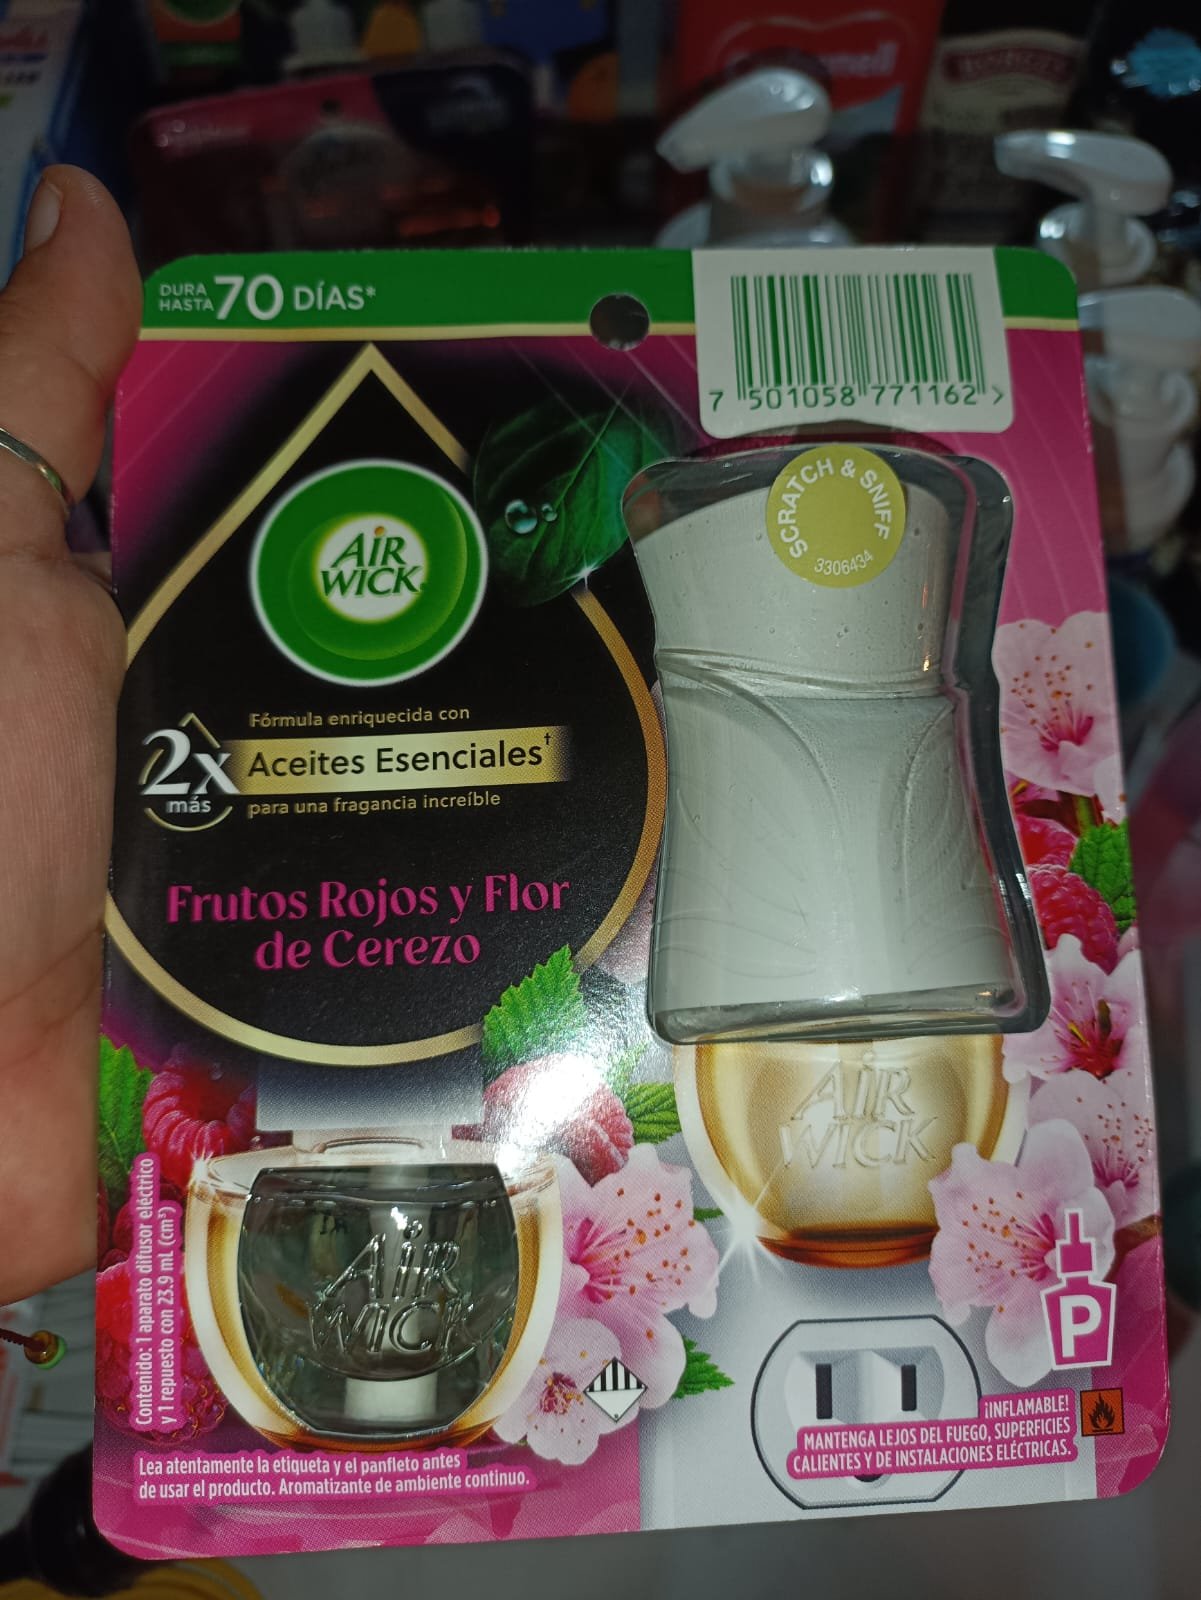 DURA
HASTA 70 DÍAS*
7 501058 771162 >
SCRATCH & SNIFF
3306434
AiR
WICK
Fórmula enriquecida con
2x más
Aceites Esenciales†
para una fragancia increíble
Frutos Rojos y Flor
de Cerezo
AiR
WICK
AiR
WICK
Contenido: 1 aparato difusor eléctrico
y 1 repuesto con 23.9 mL (cm³)
P
¡INFLAMABLE!
MANTENGA LEJOS DEL FUEGO, SUPERFICIES
CALIENTES Y DE INSTALACIONES ELÉCTRICAS.
Lea atentamente la etiqueta y el panfleto antes
de usar el producto. Aromatizante de ambiente continuo.